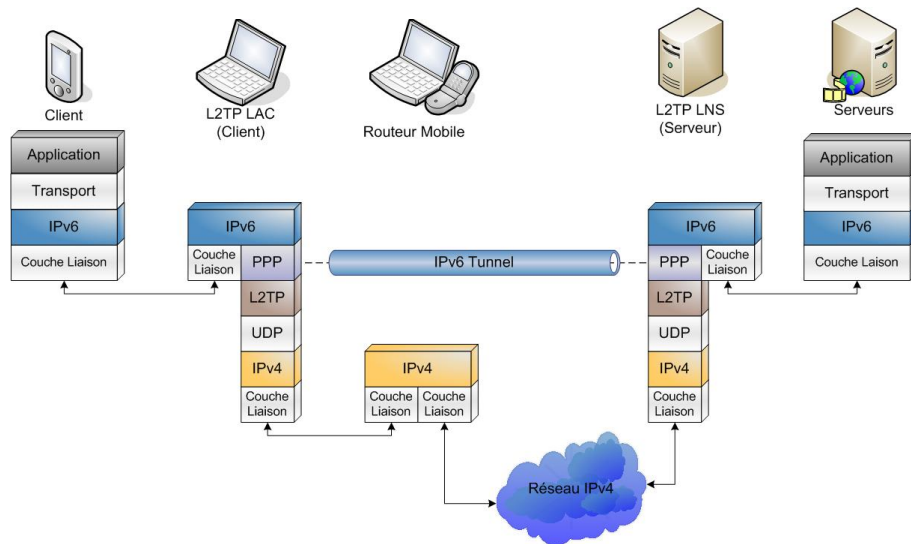 Client
L2TP LAC
(Client)
Routeur Mobile
L2TP LNS
(Serveur)
Serveurs
Application
Transport
IPv6
Couche Liaison
IPv6
Couche
Liaison
PPP
L2TP
UDP
IPv4
Couche
Liaison
IPv6 Tunnel
IPv4
Couche
Liaison
Couche
Liaison
Réseau IPv4
IPv6
PPP
Couche
Liaison
L2TP
UDP
IPv4
Couche
Liaison
Application
Transport
IPv6
Couche Liaison